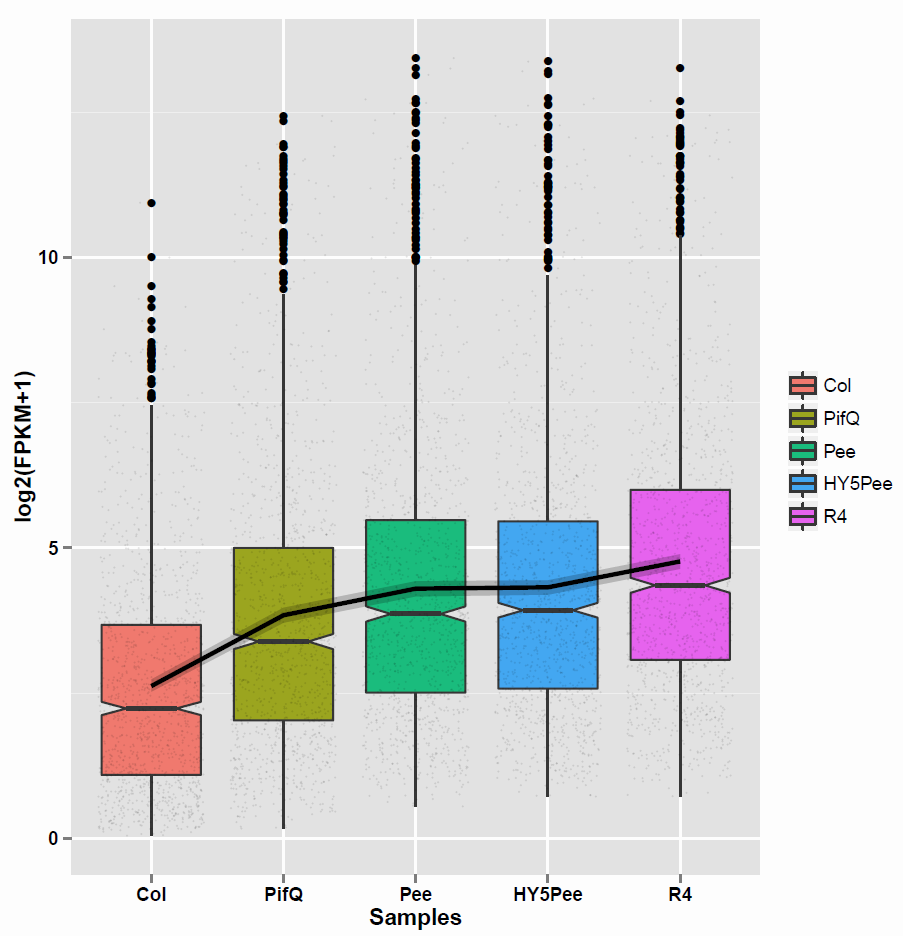 log2(FPKM+1)
10
5
0
Col
PifQ
Pee
HY5Pee
R4
Samples
Col
PifQ
Pee
HY5Pee
R4